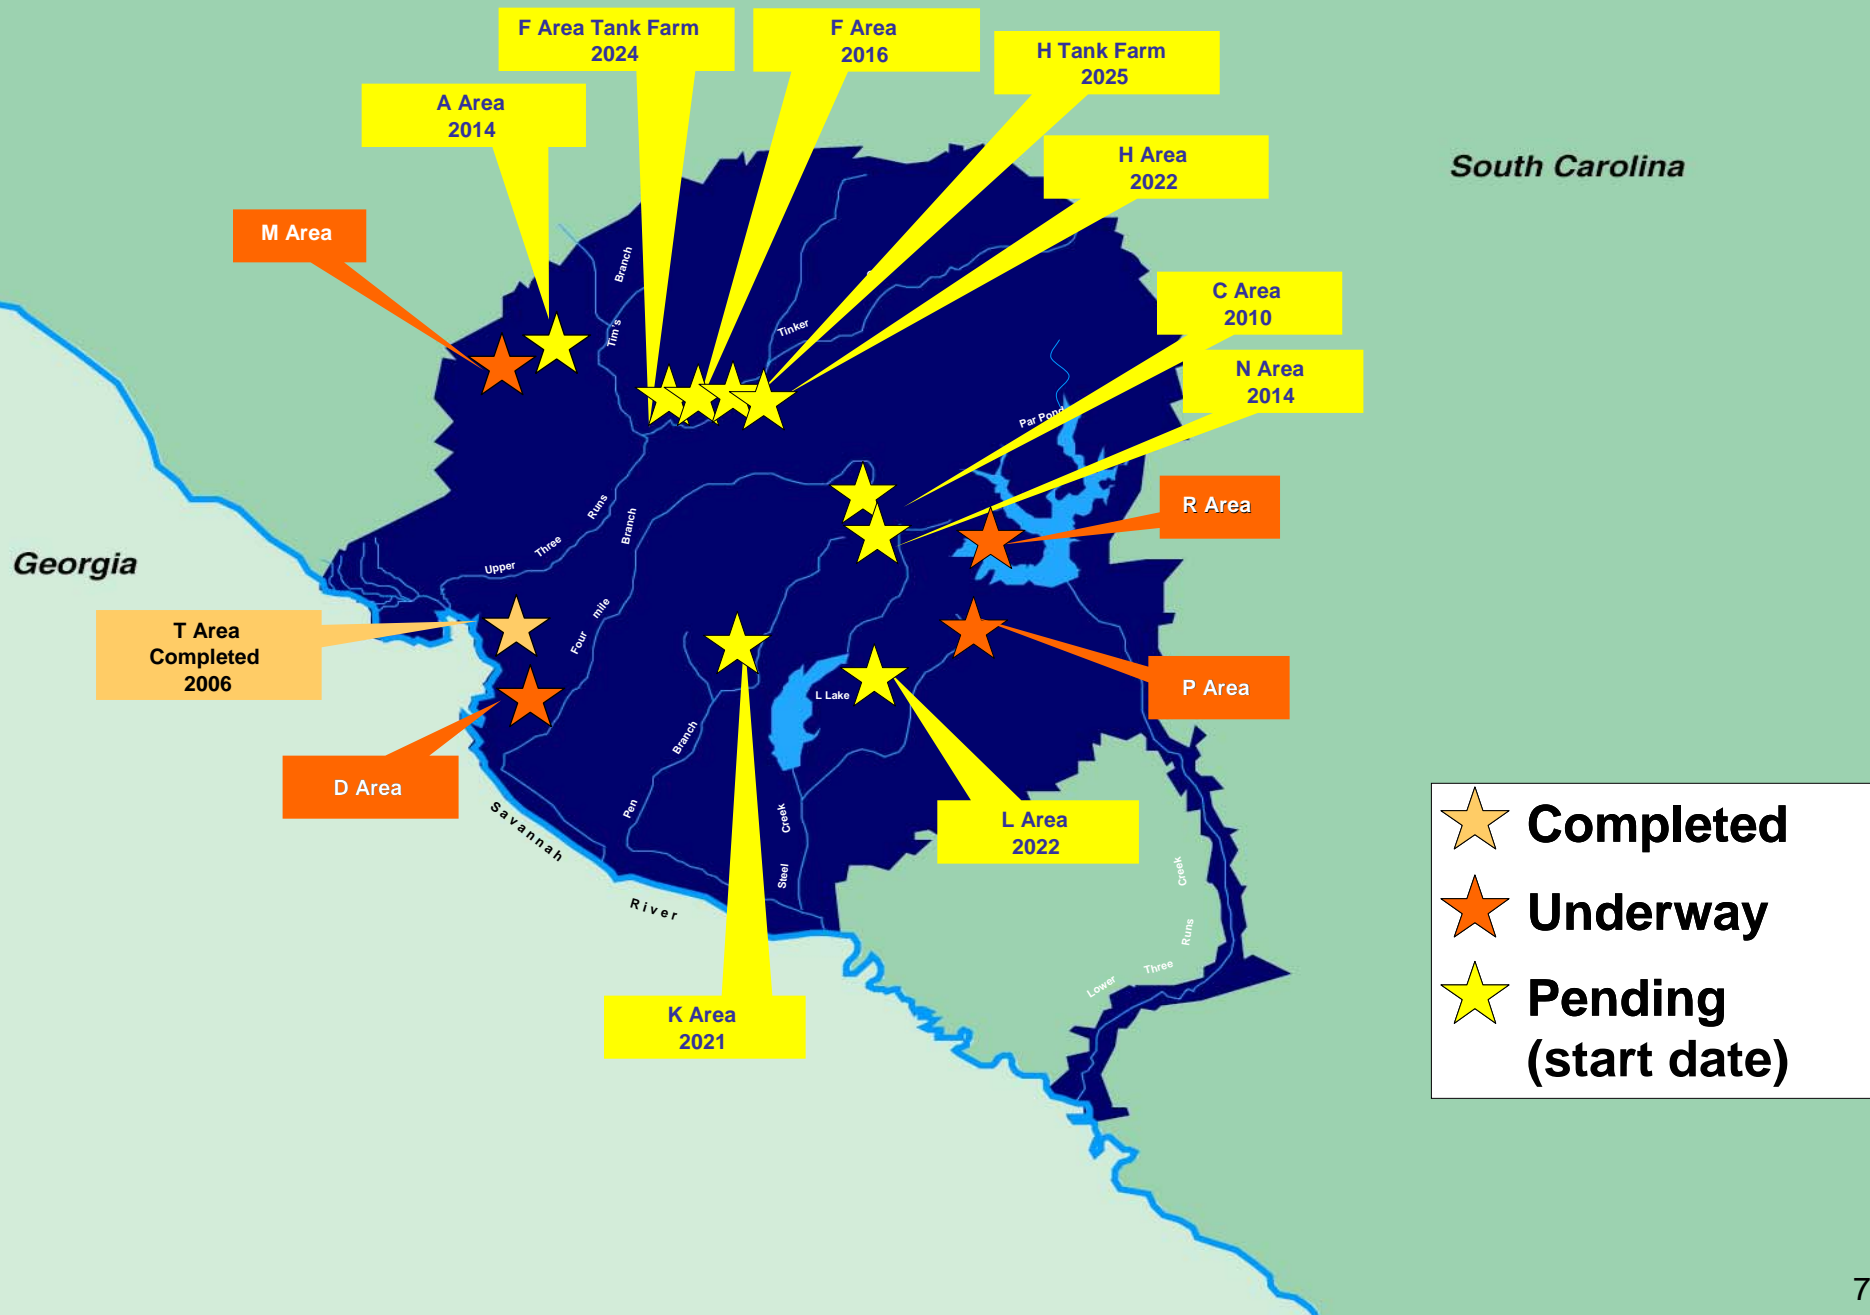 F Area Tank Farm
2024
F Area
2016
H Tank Farm
2025
A Area
2014
H Area
2022
South Carolina
M Area
C Area
2010
N Area
2014
R Area
Georgia
T Area
Completed
2006
P Area
D Area
L Area
2022
K Area
2021
Tim's Branch
Tinker
Par Pond
Upper Three Runs
Four mile Branch
Pen Branch
L Lake
Steel Creek
Savannah River
Lower Three Runs Creek
Completed
Underway
Pending
(start date)
7